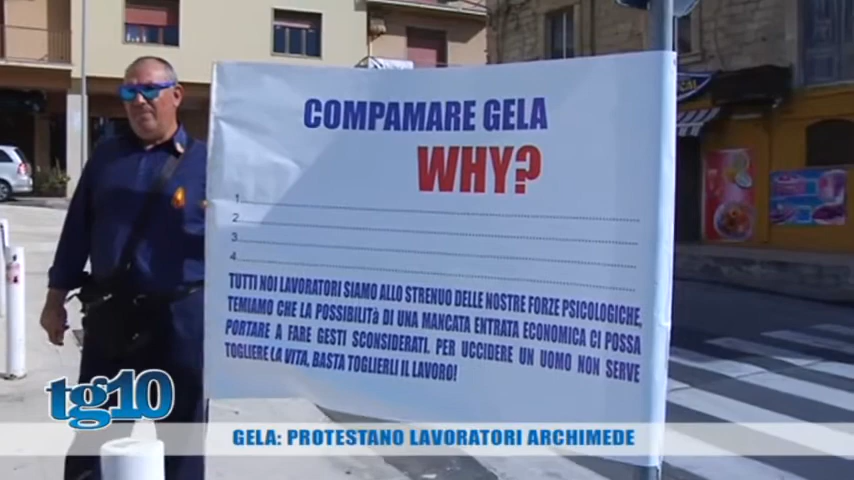 COMPAMARE GELA
WHY?
1
2
3
4
TUTTI NOI LAVORATORI SIAMO ALLO STRENUO DELLE NOSTRE FORZE PSICOLOGICHE,
TEMIAMO CHE LA POSSIBILITà DI UNA MANCATA ENTRATA ECONOMICA CI POSSA
PORTARE A FARE GESTI SCONSIDERATI. PER UCCIDERE UN UOMO NON SERVE
TOGLIERE LA VITA, BASTA TOGLIERLI IL LAVORO!
tg10
GELA: PROTESTANO LAVORATORI ARCHIMEDE